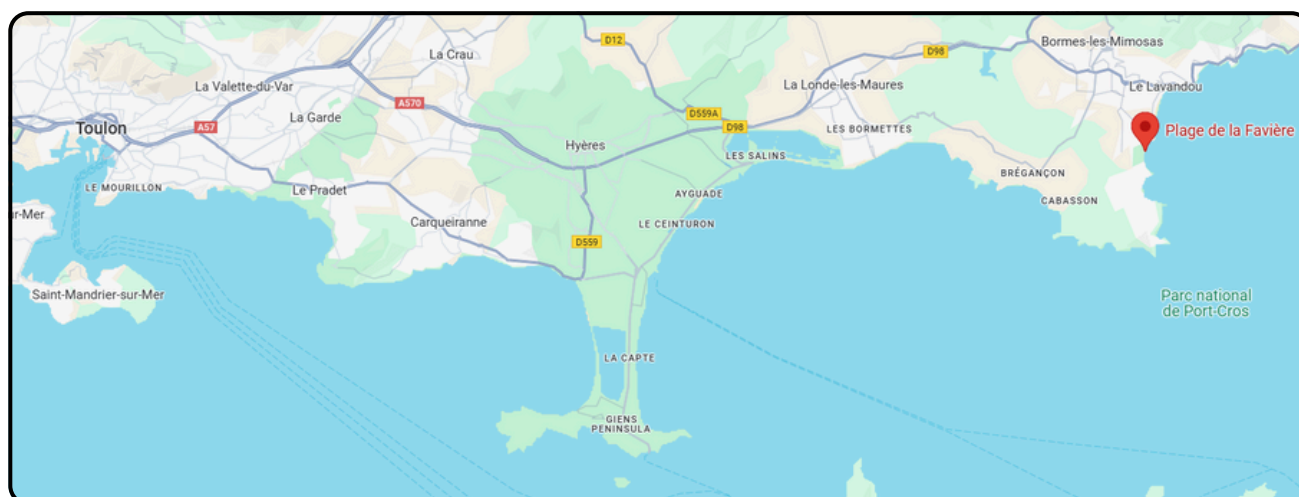 D12
D98
La Crau
Bormes-les-Mimosas
La Valette-du-Var
La Londe-les-Maures
Le Lavandou
A570
La Garde
D559A
Toulon
A57
D98
LES BORMETTES
Plage de la Favière
Hyères
LES SALINS
BRÉGANÇON
LE MOURILLON
Le Pradet
AYGUADE
CABASSON
ur-Mer
Carqueiranne
LE CEINTURON
D559
Saint-Mandrier-sur-Mer
Parc national
de Port-Cros
LA CAPTE
GIENS
PENINSULA